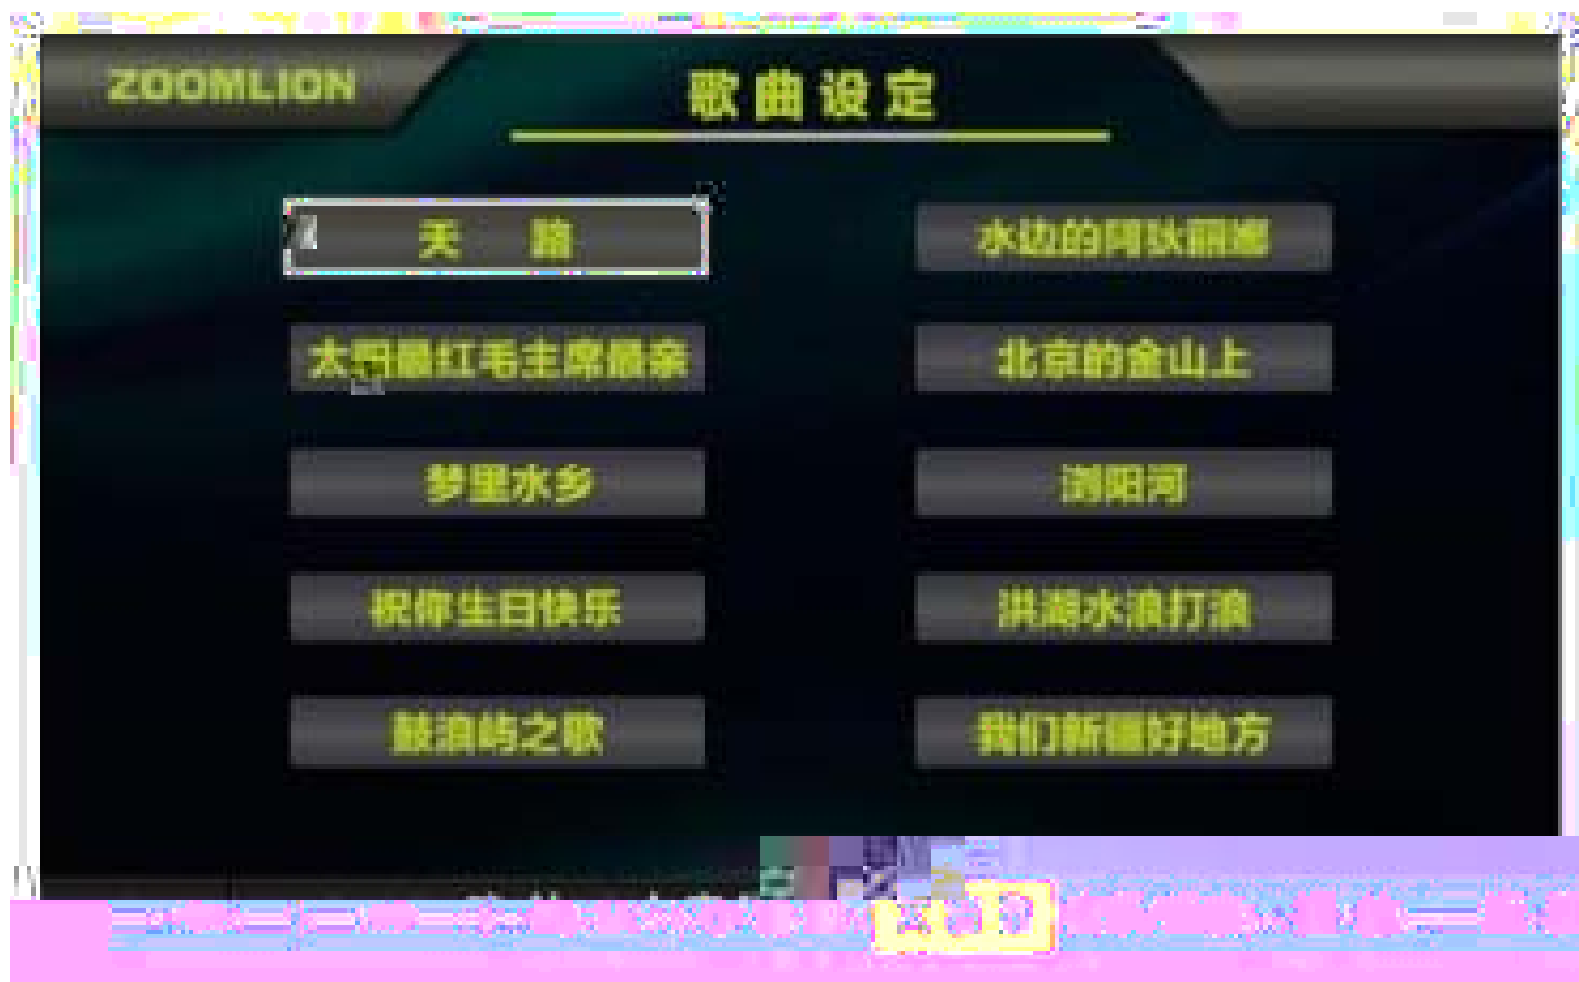 ZOOMLION
歌曲设定
天 路
水边的阿狄丽娜
太阳最红毛主席最亲
北京的金山上
梦里水乡
浏阳河
祝你生日快乐
洪湖水浪打浪
鼓浪屿之歌
我们新疆好地方